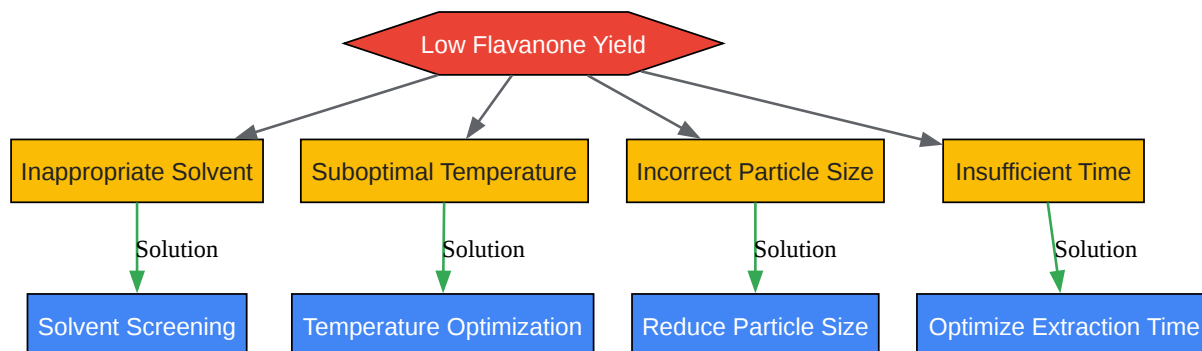 Low Flavanone Yield
Inappropriate Solvent
Suboptimal Temperature
Incorrect Particle Size
Insufficient Time
Solution
Solution
Solution
Solution
Solvent Screening
Temperature Optimization
Reduce Particle Size
Optimize Extraction Time